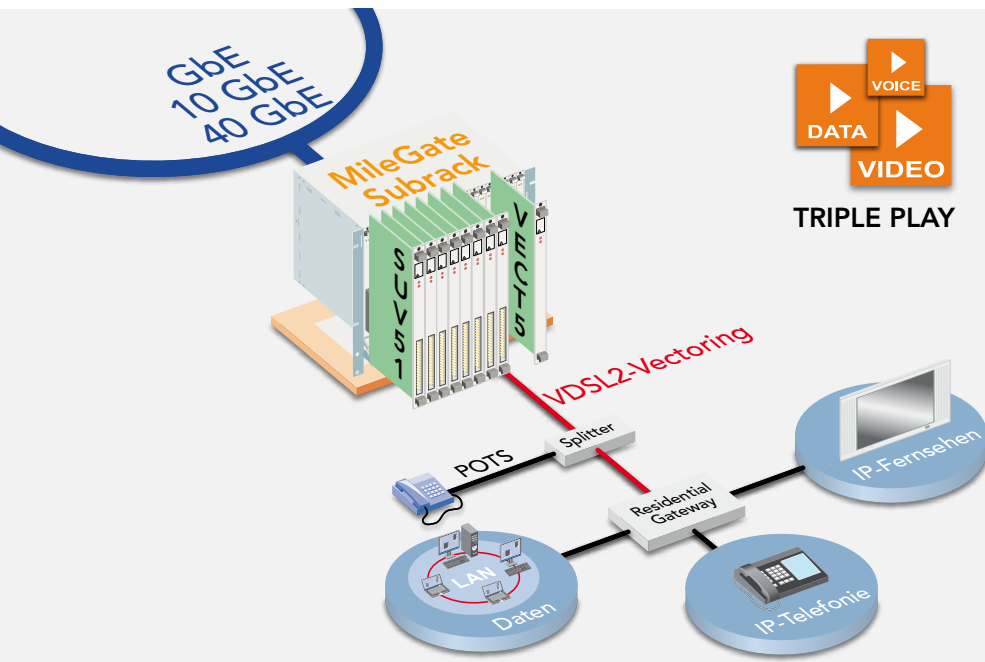 GbE
10 GbE
40 GbE
VOICE
DATA
VIDEO
TRIPLE PLAY
MileGate
Subrack
SUV51
VECT5
VDSL2-Vectoring
Splitter
POTS
IP-Fernsehen
Residential
Gateway
LAN
Daten
IP-Telefonie